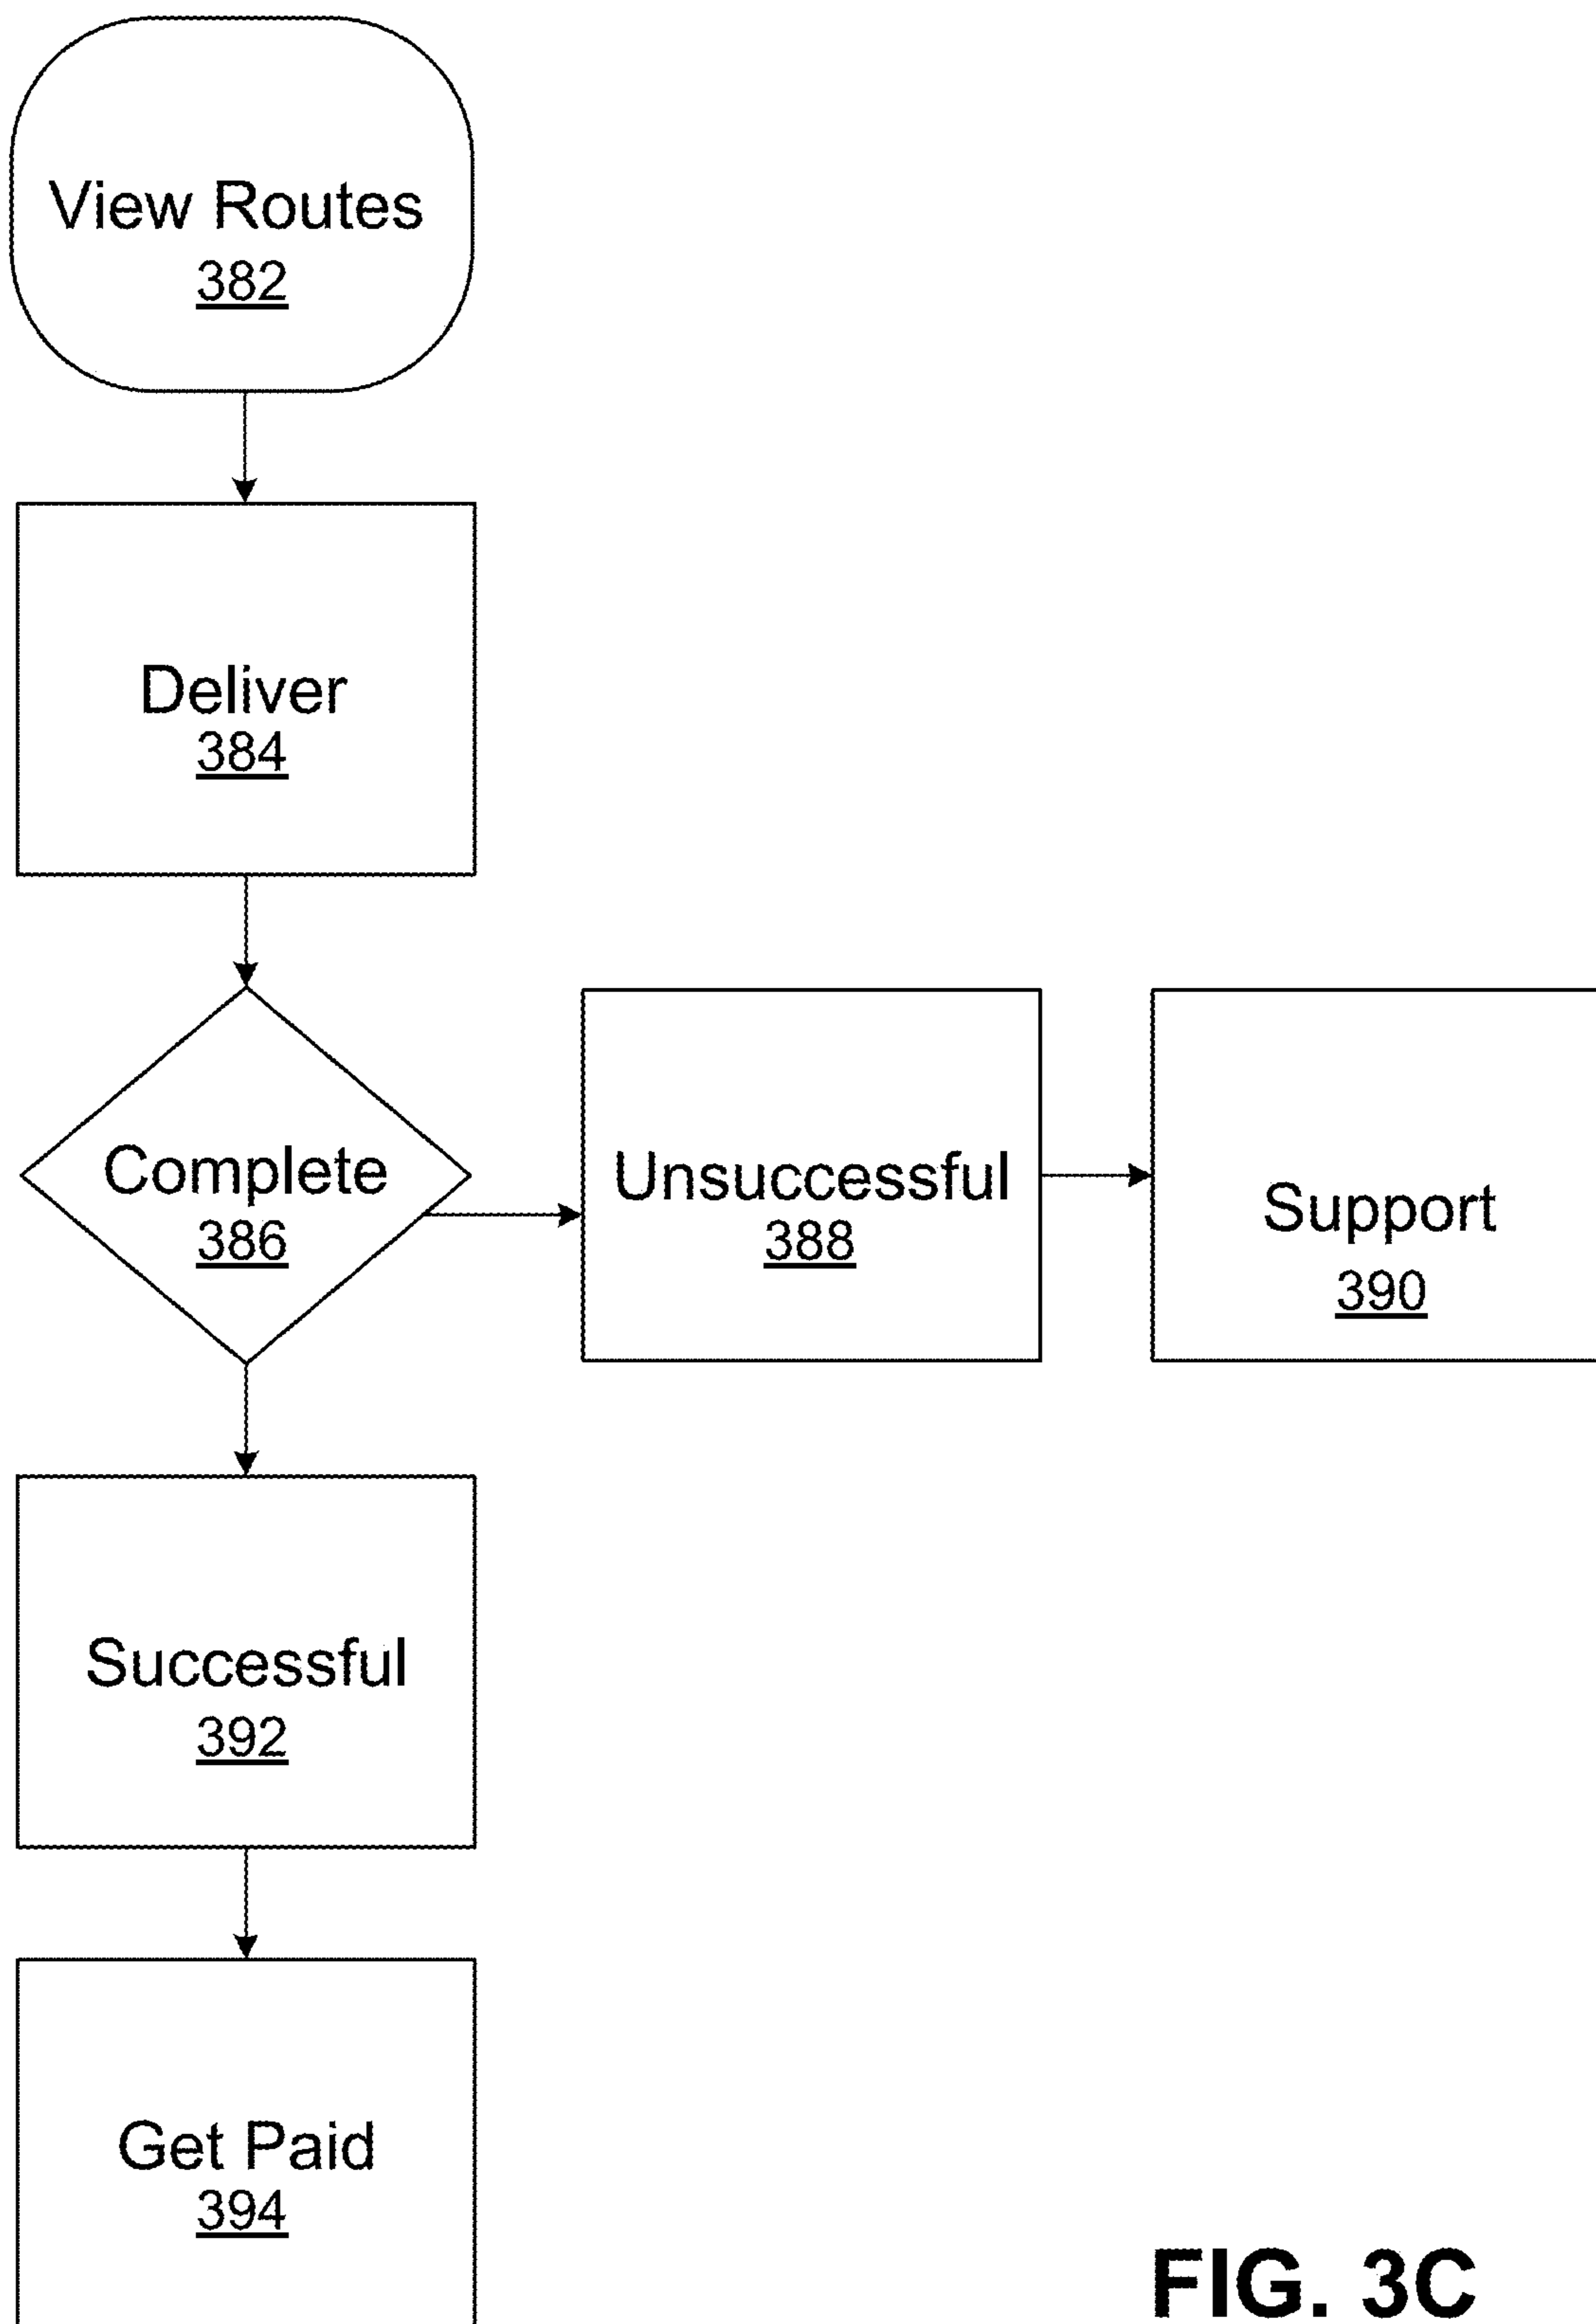 View Routes
382
Deliver
384
Complete
386
Unsuccessful
388
Support
390
Successful
392
Get Paid
394
FIG. 3C